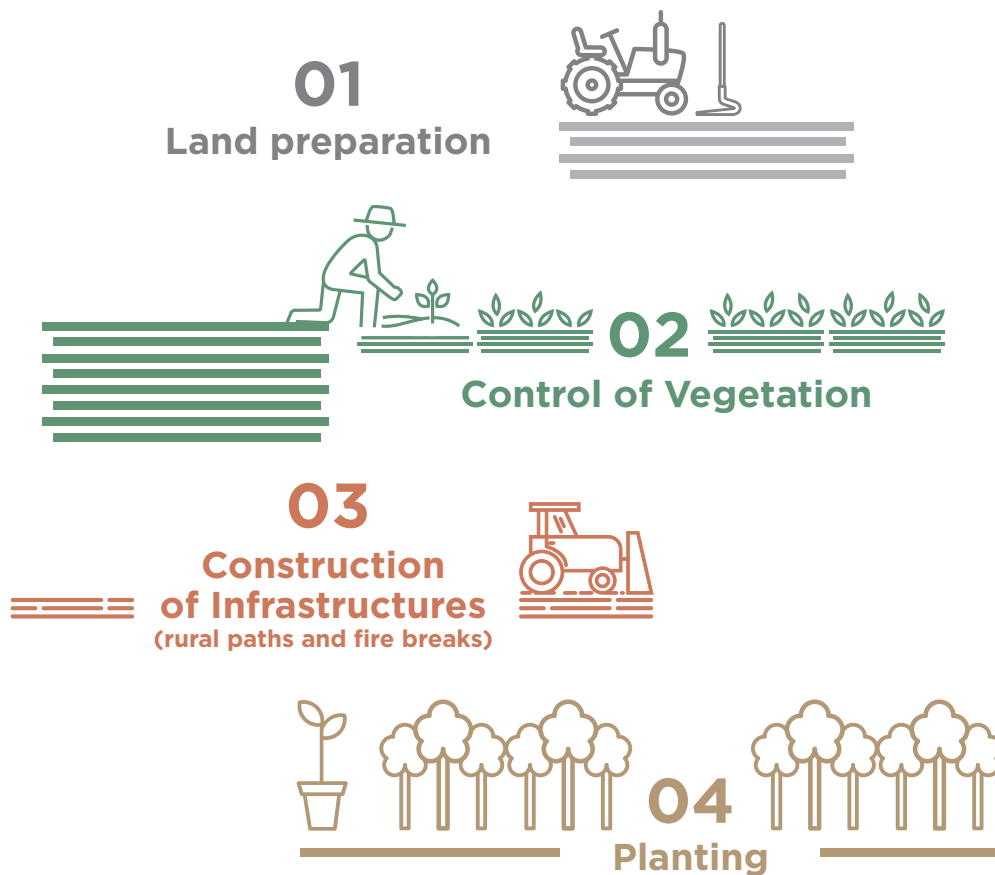 01
Land preparation
02
Control of Vegetation
03
Construction
of Infrastructures
(rural paths and fire breaks)
04
Planting